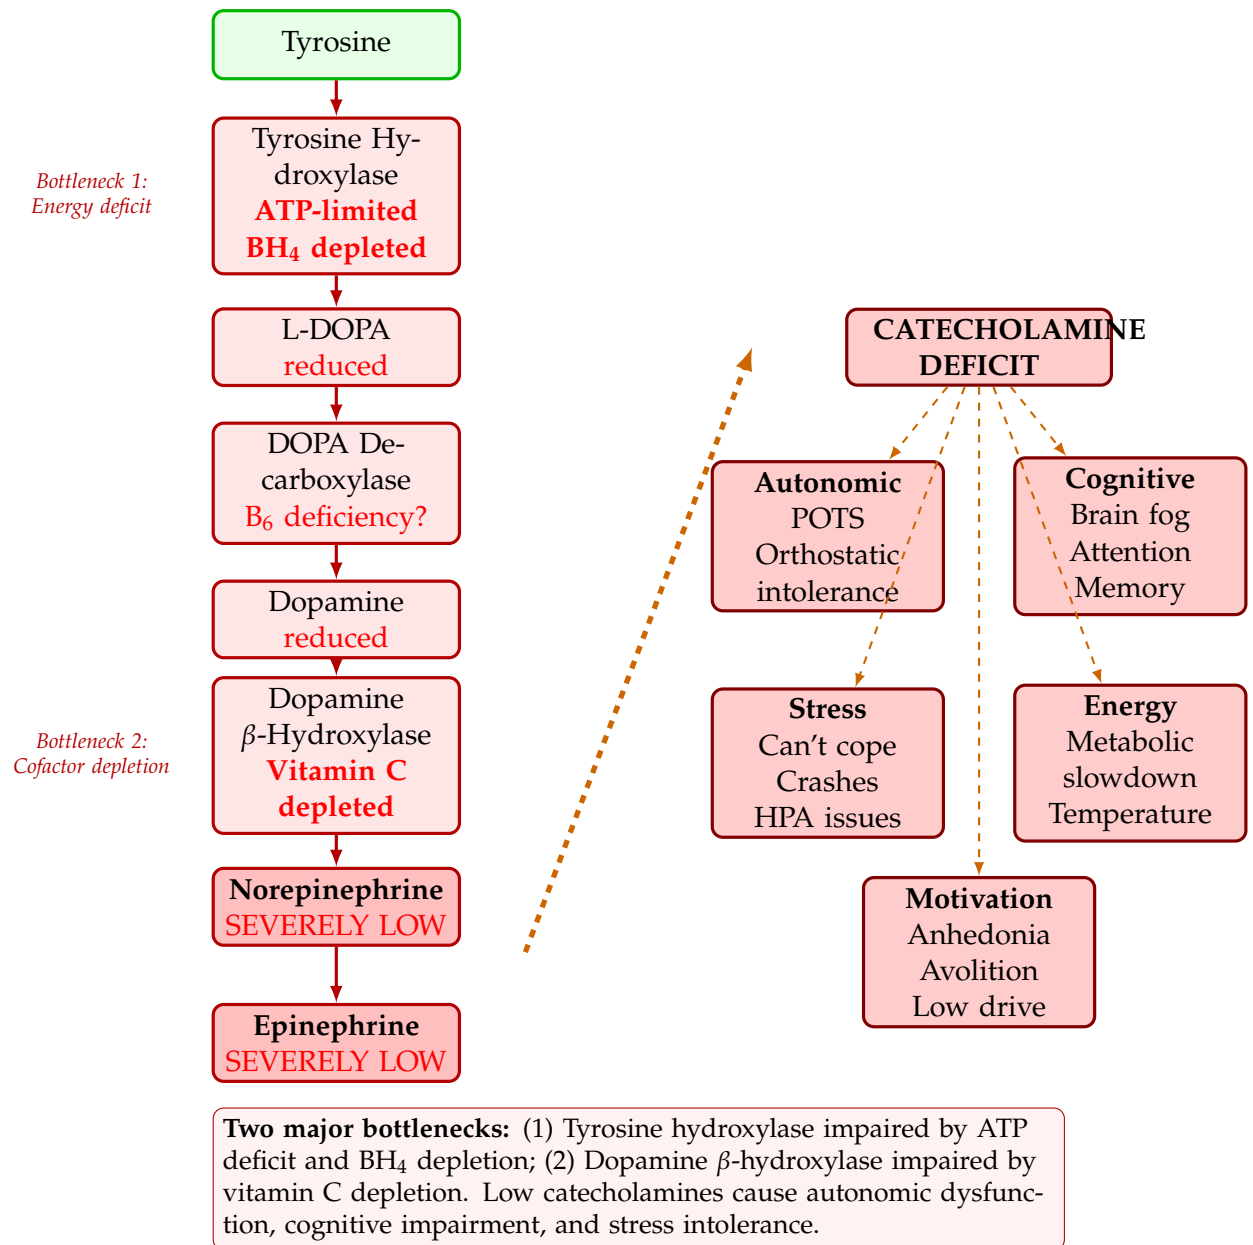 Tyrosine
Tyrosine Hy-
droxylase
ATP-limited
BH₄ depleted
Bottleneck 1:
Energy deficit
L-DOPA
reduced
DOPA De-
carboxylase
B₆ deficiency?
Dopamine
reduced
Dopamine
β-Hydroxylase
Vitamin C
depleted
Bottleneck 2:
Cofactor depletion
Norepinephrine
SEVERELY LOW
Epinephrine
SEVERELY LOW
CATECHOLAMINE
DEFICIT
Autonomic
POTS
Orthostatic
intolerance
Cognitive
Brain fog
Attention
Memory
Stress
Can't cope
Crashes
HPA issues
Energy
Metabolic
slowdown
Temperature
Motivation
Anhedonia
Avolition
Low drive
Two major bottlenecks: (1) Tyrosine hydroxylase impaired by ATP
deficit and BH₄ depletion; (2) Dopamine β-hydroxylase impaired by
vitamin C depletion. Low catecholamines cause autonomic dysfunc-
tion, cognitive impairment, and stress intolerance.